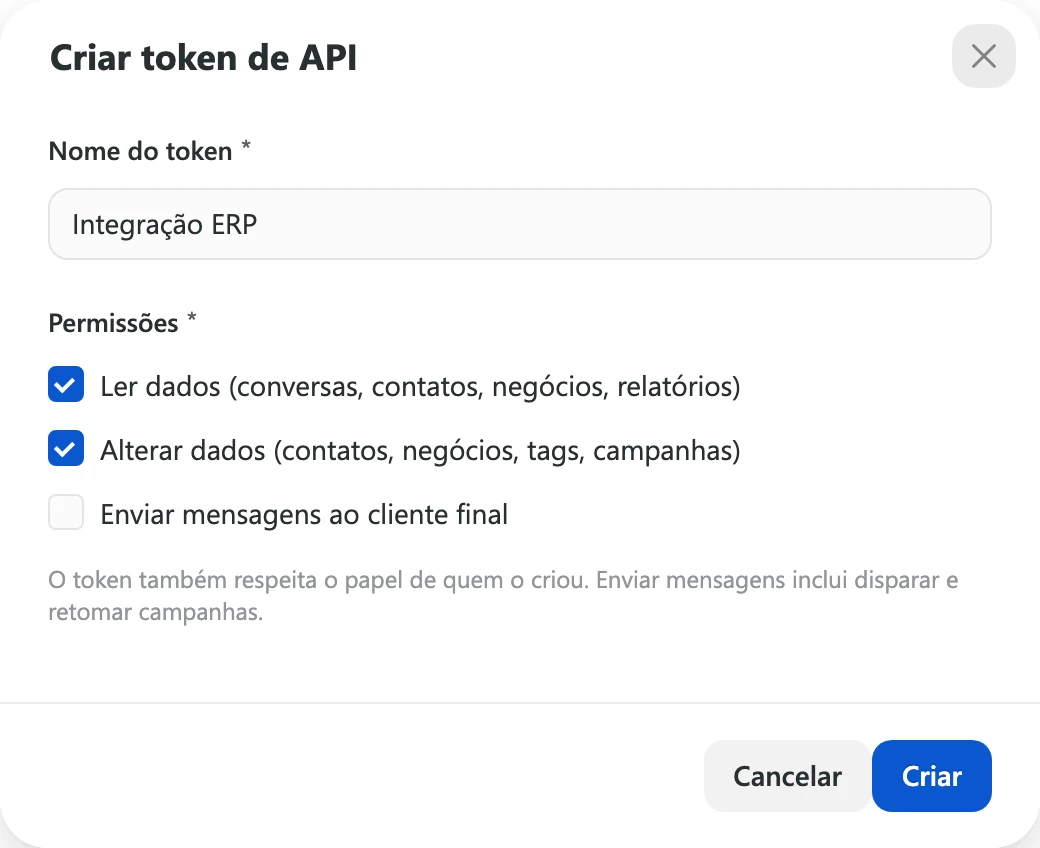 Criar token de API
Nome do token *
Integração ERP
Permissões *
Ler dados (conversas, contatos, negócios, relatórios)
Alterar dados (contatos, negócios, tags, campanhas)
Enviar mensagens ao cliente final
O token também respeita o papel de quem o criou. Enviar mensagens inclui disparar e
retomar campanhas.
Cancelar
Criar